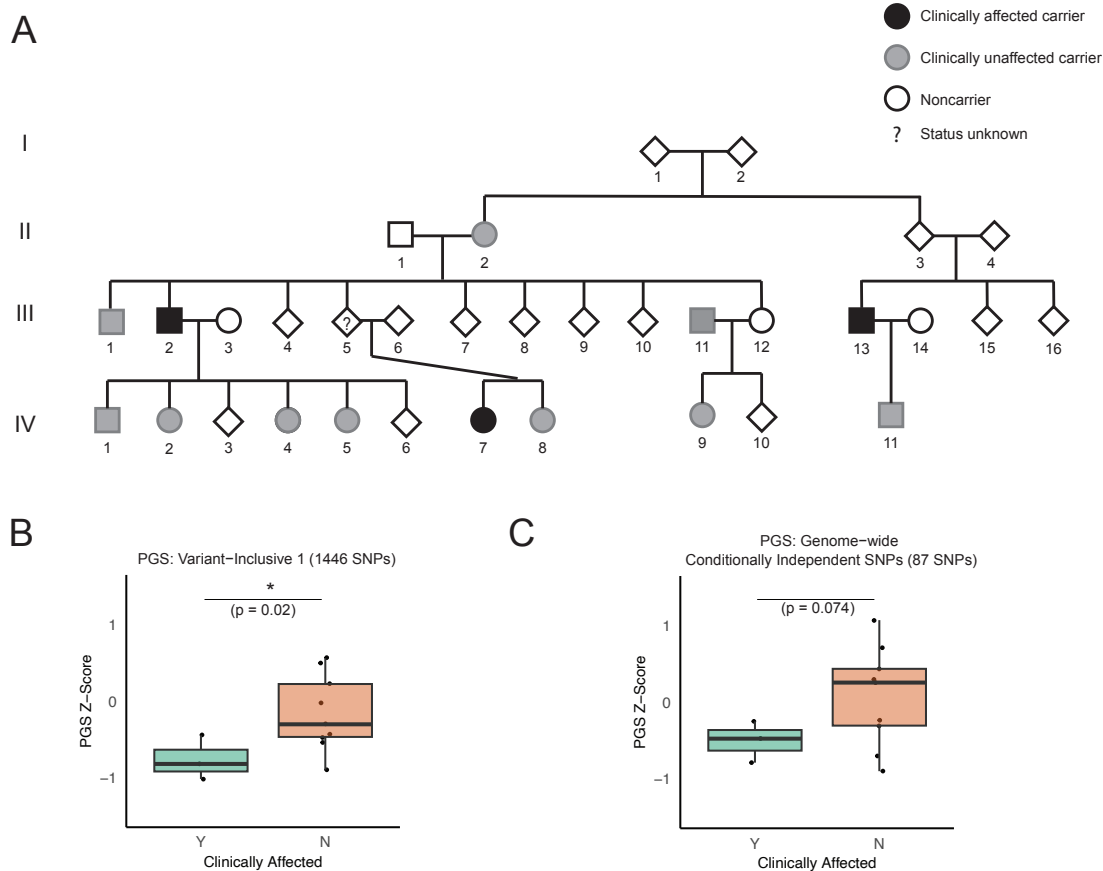 A
Clinically affected carrier
Clinically unaffected carrier
Noncarrier
? Status unknown
I
1 2
II
1 2 3 4
III
?
1 2 3 4 5 6 7 8 9 10 11 12 13 14 15 16
IV
1 2 3 4 5 6 7 8 9 10 11
B
PGS: Variant−Inclusive 1 (1446 SNPs)
*
(p = 0.02)
1
0
−1
PGS Z−Score
Y N
Clinically Affected
C
PGS: Genome−wide
Conditionally Independent SNPs (87 SNPs)
(p = 0.074)
1
0
−1
PGS Z−Score
Y N
Clinically Affected